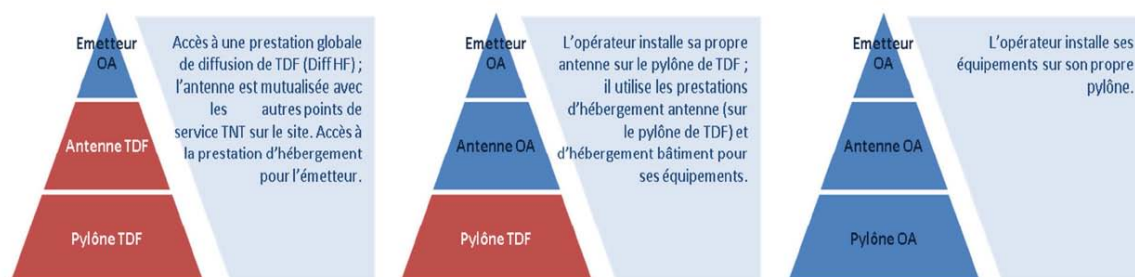 Emetteur
OA
Antenne TDF
Pylône TDF
Accès à une prestation globale
de diffusion de TDF (DiffHF) ;
l'antenne est mutualisée avec
les autres points de
service TNT sur le site. Accès à
la prestation d'hébergement
pour l'émetteur.
Emetteur
OA
Antenne OA
Pylône TDF
L'opérateur installe sa propre
antenne sur le pylône de TDF ;
il utilise les prestations
d'hébergement antenne (sur
le pylône de TDF) et
d'hébergement bâtiment pour
ses équipements.
Emetteur
OA
Antenne OA
Pylône OA
L'opérateur installe ses
équipements sur son propre
pylône.